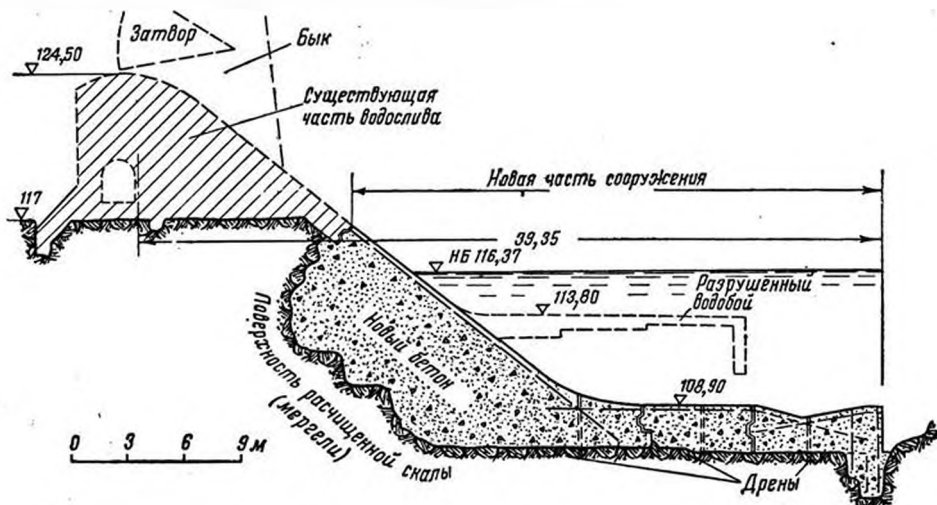 Затвор
Бык
124,50
Существующая
часть водослива
Новая часть сооружения
117
39,35
НБ 116,37
Разрушенный
водобой
113,80
Новый бетон
Поверхность расчищенной скалы
(мергели)
108,90
0 3 6 9 м
Дрены